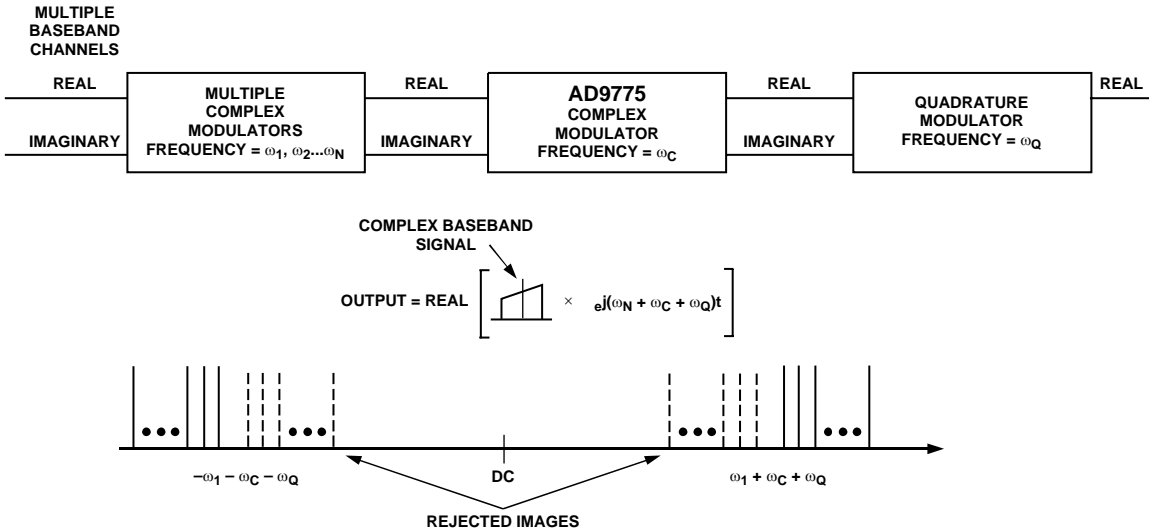 MULTIPLE
BASEBAND
CHANNELS
REAL
IMAGINARY
MULTIPLE
COMPLEX
MODULATORS
FREQUENCY = ω1, ω2...ωN
REAL
IMAGINARY
AD9775
COMPLEX
MODULATOR
FREQUENCY = ωC
REAL
IMAGINARY
QUADRATURE
MODULATOR
FREQUENCY = ωQ
REAL
COMPLEX BASEBAND
SIGNAL
OUTPUT = REAL [ × ej(ωN + ωC + ωQ)t ]
–ω1 – ωC – ωQ
DC
ω1 + ωC + ωQ
REJECTED IMAGES